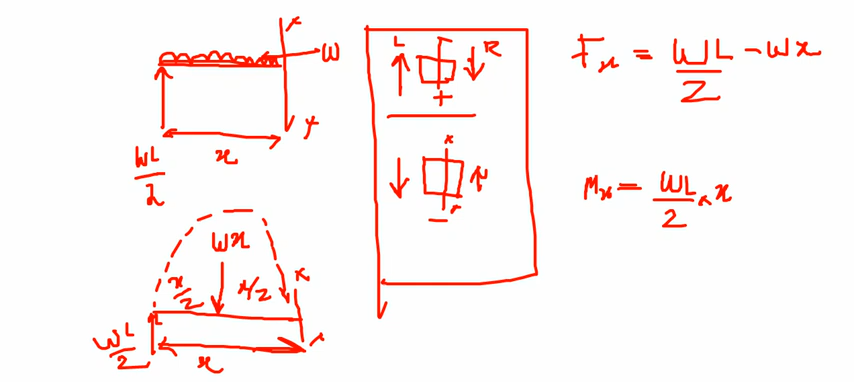 x
W
y
x
WL/2
L
R
+
x
x
−
Fx = WL/2 − Wx
Mx = WL/2 × x
Wx
x/2
x/2
x
WL/2
x